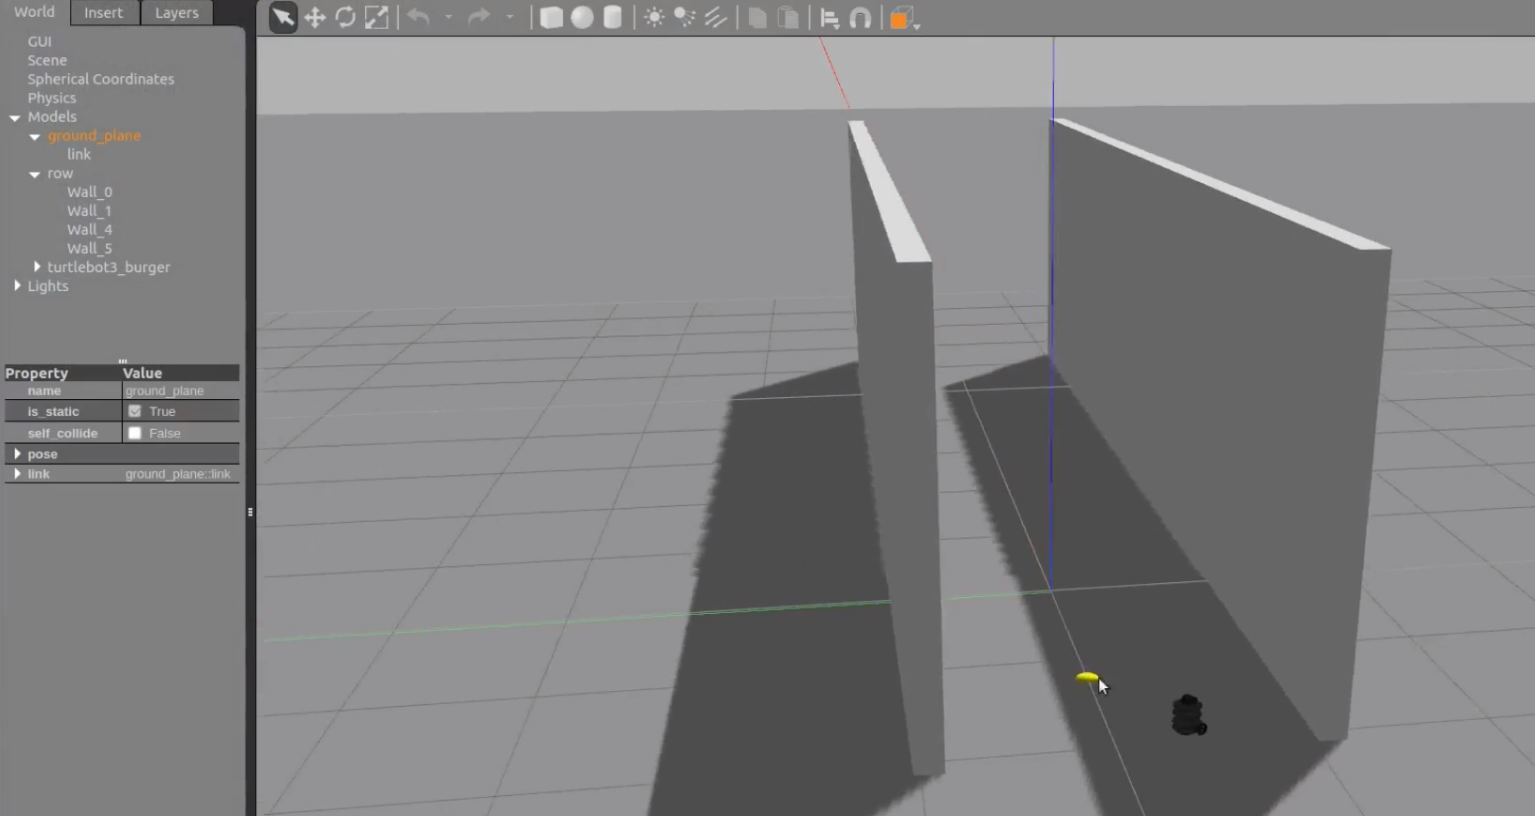 World Insert Layers
GUI
Scene
Spherical Coordinates
Physics
Models
ground_plane
link
row
Wall_0
Wall_1
Wall_4
Wall_5
turtlebot3_burger
Lights
Property Value
name ground_plane
is_static True
self_collide False
pose
link ground_plane::link